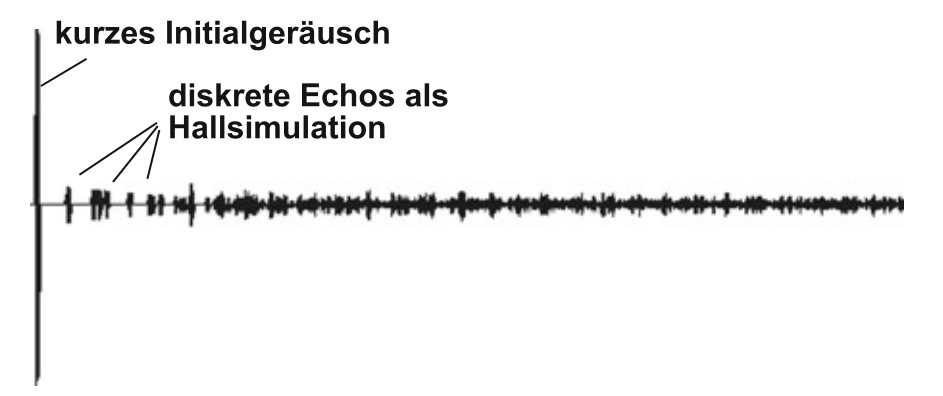 kurzes Initialgeräusch
diskrete Echos als
Hallsimulation